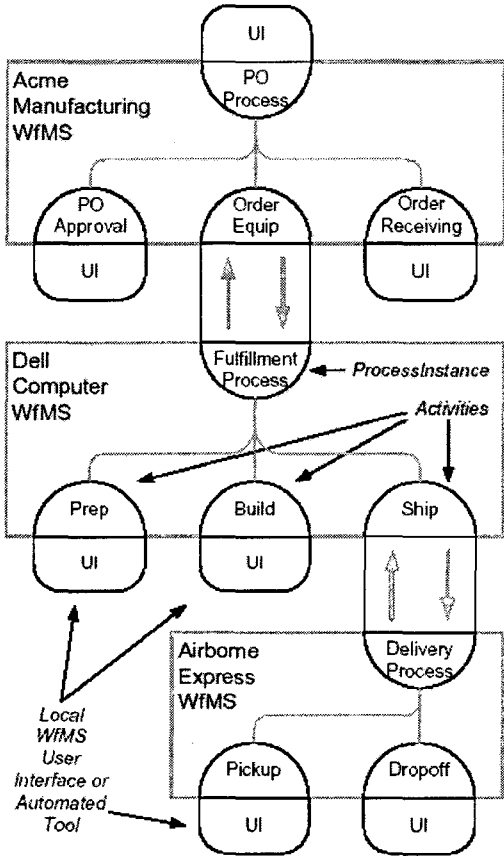 UI
Acme
Manufacturing
WfMS
PO
Process
PO
Approval
Order
Equip
Order
Receiving
UI
UI
Dell
Computer
WfMS
Fulfillment
Process
ProcessInstance
Activities
Prep
Build
Ship
UI
UI
Airborne
Express
WfMS
Delivery
Process
Local
WfMS
User
Interface or
Automated
Tool
Pickup
Dropoff
UI
UI